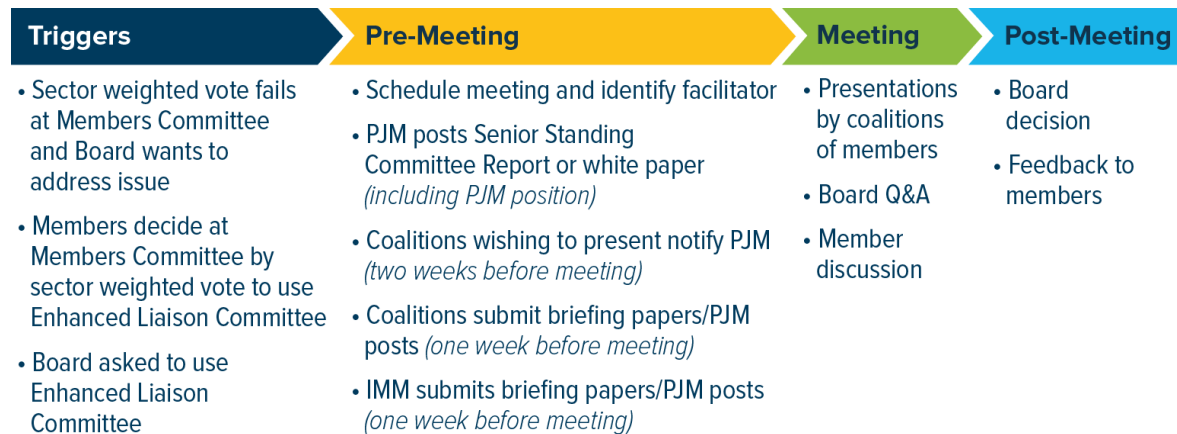 Triggers
• Sector weighted vote fails
at Members Committee
and Board wants to
address issue
• Members decide at
Members Committee by
sector weighted vote to use
Enhanced Liaison Committee
• Board asked to use
Enhanced Liaison
Committee
Pre-Meeting
• Schedule meeting and identify facilitator
• PJM posts Senior Standing
Committee Report or white paper
(including PJM position)
• Coalitions wishing to present notify PJM
(two weeks before meeting)
• Coalitions submit briefing papers/PJM
posts (one week before meeting)
• IMM submits briefing papers/PJM posts
(one week before meeting)
Meeting
• Presentations
by coalitions
of members
• Board Q&A
• Member
discussion
Post-Meeting
• Board
decision
• Feedback to
members